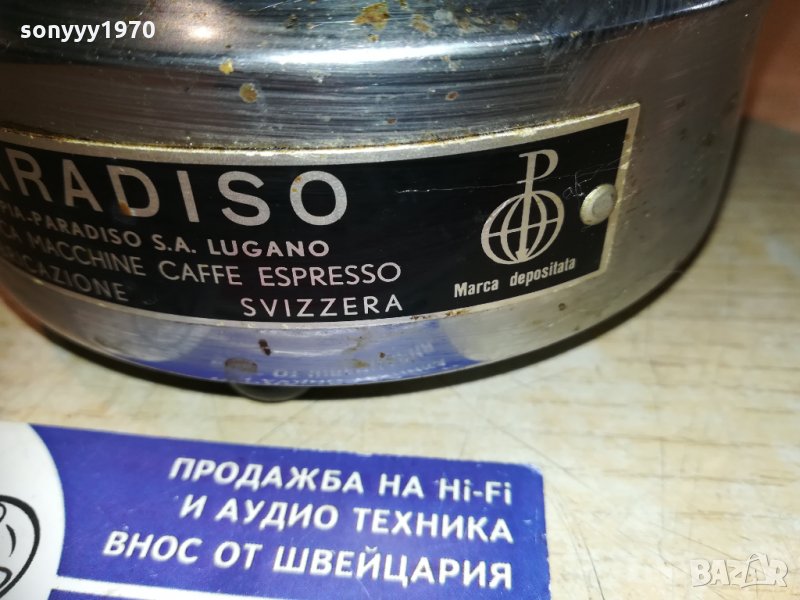 sonyyy1970
ARADISO
PIA-PARADISO S.A. LUGANO
CA MACCHINE CAFFE ESPRESSO
ICAZIONE
SVIZZERA
P
Marca depositata
ПРОДАЖБА НА Hi-Fi
И АУДИО ТЕХНИКА
ВНОС ОТ ШВЕЙЦАРИЯ
BAZAR